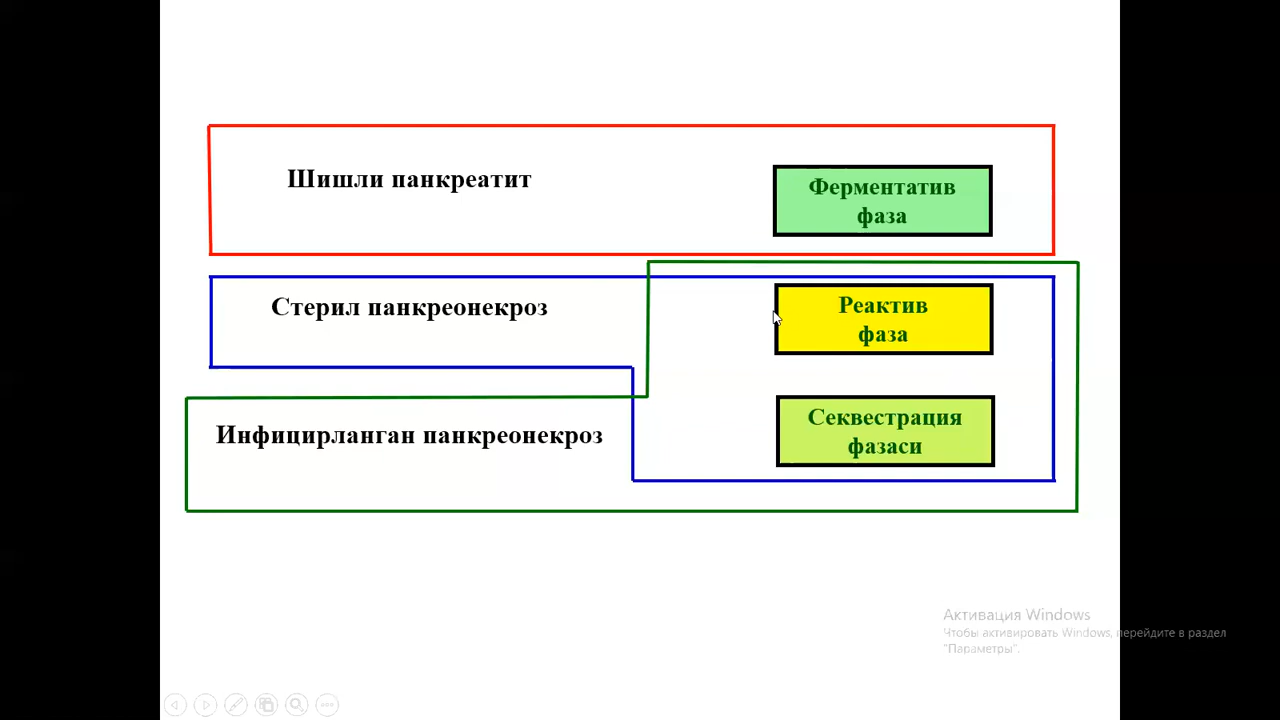 Шишли панкреатит
Ферментатив
фаза
Стерил панкреонекроз
Реактив
фаза
Инфицирланган панкреонекроз
Секвестрация
фазаси
Активация Windows
Чтобы активировать Windows, перейдите в раздел
"Параметры".